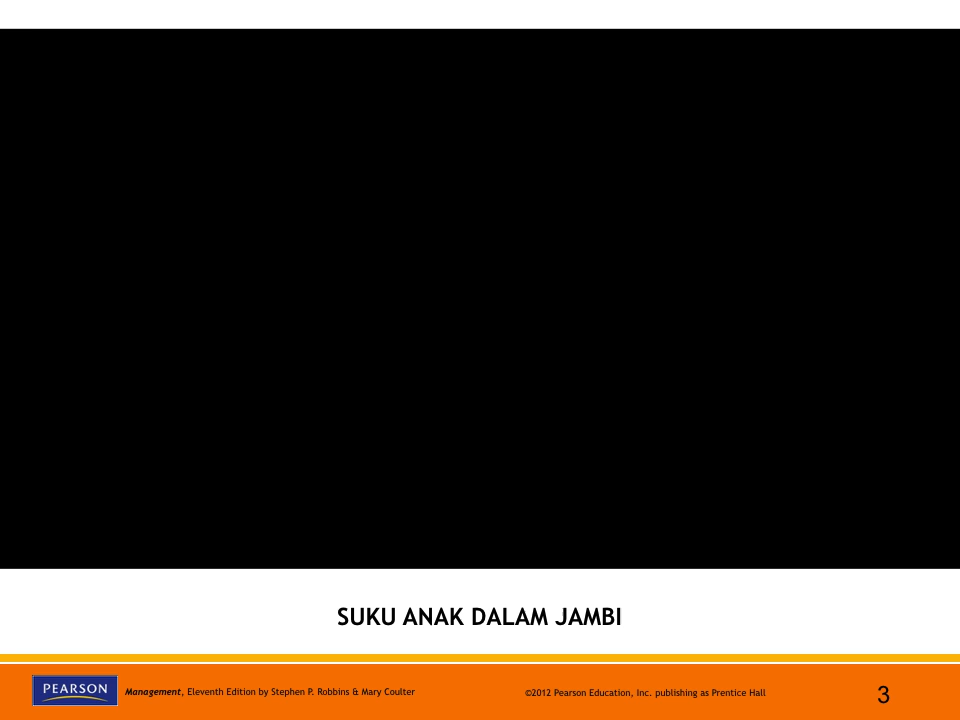 SUKU ANAK DALAM JAMBI
PEARSON
Management, Eleventh Edition by Stephen P. Robbins & Mary Coulter
©2012 Pearson Education, Inc. publishing as Prentice Hall
3